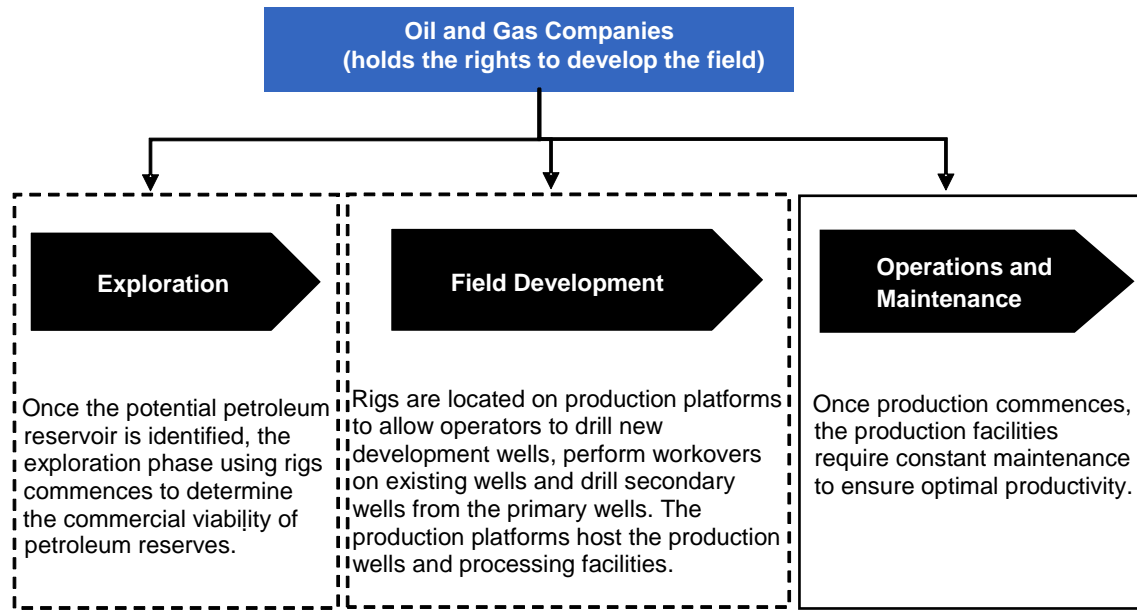 Oil and Gas Companies
(holds the rights to develop the field)
Exploration
Once the potential petroleum
reservoir is identified, the
exploration phase using rigs
commences to determine
the commercial viability of
petroleum reserves.
Field Development
Rigs are located on production platforms
to allow operators to drill new
development wells, perform workovers
on existing wells and drill secondary
wells from the primary wells. The
production platforms host the production
wells and processing facilities.
Operations and
Maintenance
Once production commences,
the production facilities
require constant maintenance
to ensure optimal productivity.